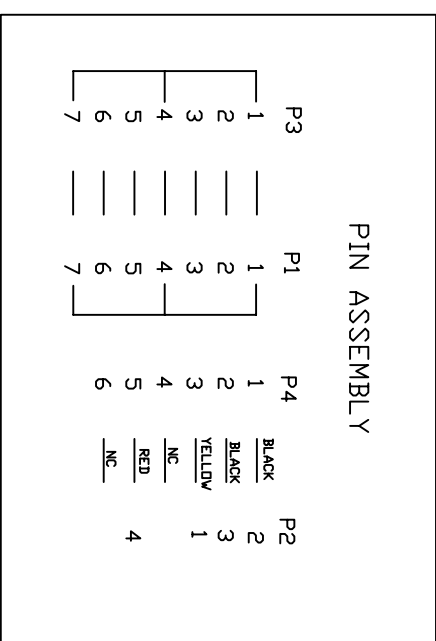 PIN ASSEMBLY
P3 P1 P4 P2
1 1 1 BLACK 2
2 2 2 BLACK 3
3 3 3 YELLOW 1
4 4 4 NC
5 5 5 RED 4
6 6 6 NC
7 7